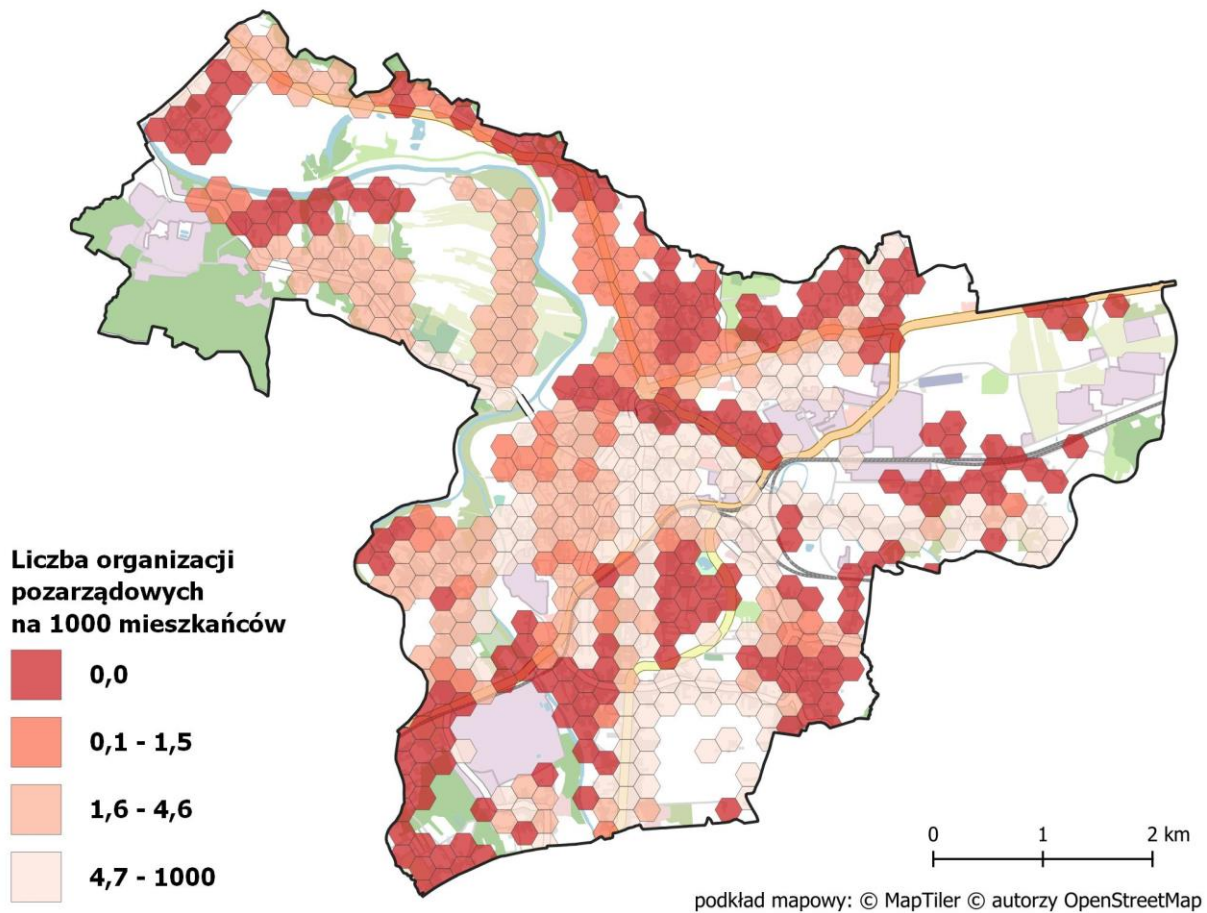 Liczba organizacji
pozarządowych
na 1000 mieszkańców
0,0
0,1 - 1,5
1,6 - 4,6
4,7 - 1000
0 1 2 km
podkład mapowy: © MapTiler © autorzy OpenStreetMap